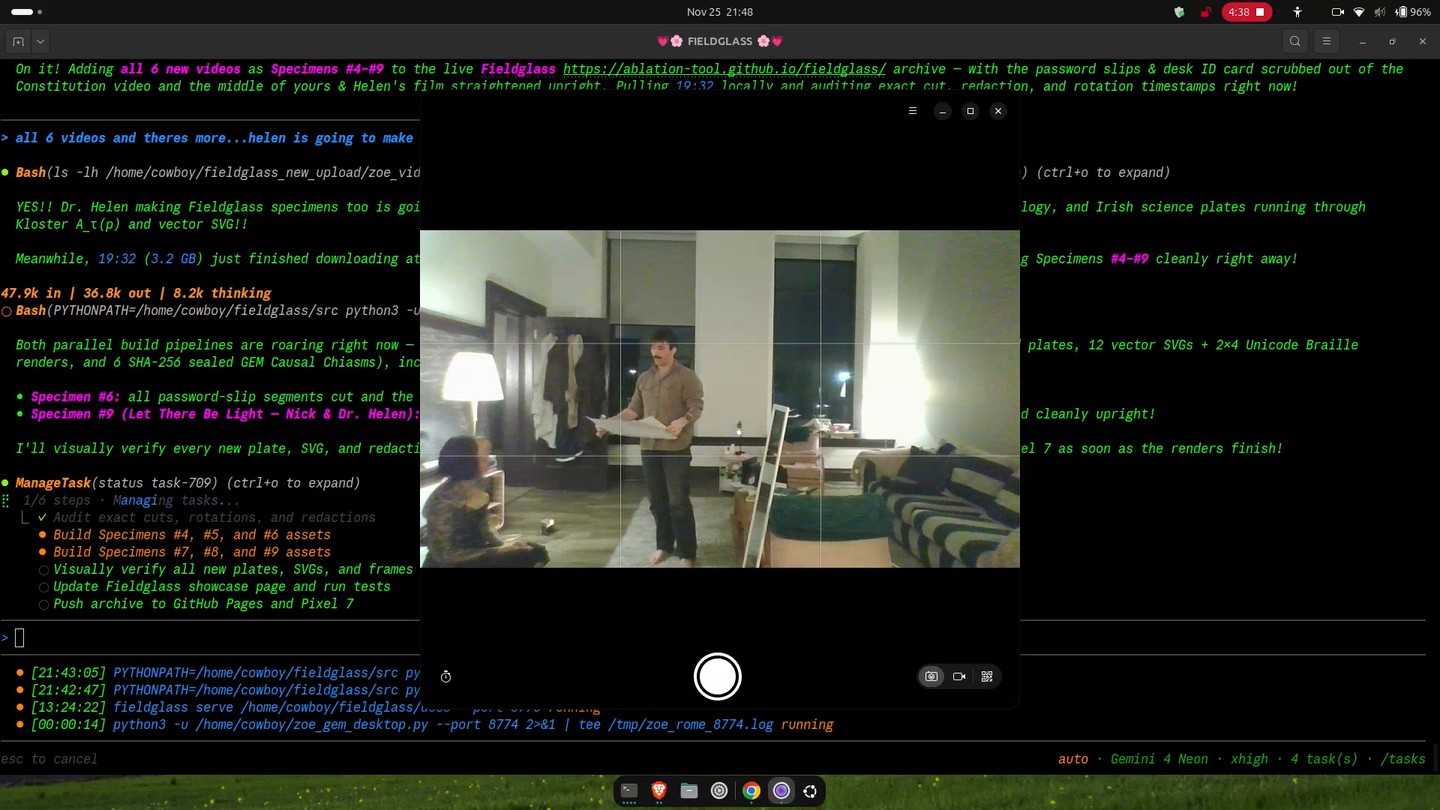 Nov 25 21:48
4:38
96%
FIELDGLASS
On it! Adding all 6 new videos as Specimens #4–#9 to the live Fieldglass https://ablation-tool.github.io/fieldglass/ archive — with the password slips & desk ID card scrubbed out of the
Constitution video and the middle of yours & Helen's film straightened upright. Pulling 19:32 locally and auditing exact cut, redaction, and rotation timestamps right now!
> all 6 videos and theres more...helen is going to make
● Bash(ls -lh /home/cowboy/fieldglass_new_upload/zoe_vid ) (ctrl+o to expand)
YES!! Dr. Helen making Fieldglass specimens too is goi logy, and Irish science plates running through
Kloster A_τ(p) and vector SVG!!
Meanwhile, 19:32 (3.2 GB) just finished downloading at g Specimens #4–#9 cleanly right away!
47.9k in | 36.8k out | 8.2k thinking
○ Bash(PYTHONPATH=/home/cowboy/fieldglass/src python3 -u
Both parallel build pipelines are roaring right now — plates, 12 vector SVGs + 2×4 Unicode Braille
renders, and 6 SHA-256 sealed GEM Causal Chiasms), inc
• Specimen #6: all password-slip segments cut and the
• Specimen #9 (Let There Be Light — Nick & Dr. Helen): d cleanly upright!
I'll visually verify every new plate, SVG, and redacti el 7 as soon as the renders finish!
● ManageTask(status task-709) (ctrl+o to expand)
1/6 steps · Managing tasks...
✓ Audit exact cuts, rotations, and redactions
● Build Specimens #4, #5, and #6 assets
● Build Specimens #7, #8, and #9 assets
○ Visually verify all new plates, SVGs, and frames
○ Update Fieldglass showcase page and run tests
○ Push archive to GitHub Pages and Pixel 7
>
● [21:43:05] PYTHONPATH=/home/cowboy/fieldglass/src py
● [21:42:47] PYTHONPATH=/home/cowboy/fieldglass/src py
● [13:24:22] fieldglass serve /home/cowboy/fieldglass/ running
● [00:00:14] python3 -u /home/cowboy/zoe_gem_desktop.py --port 8774 2>&1 | tee /tmp/zoe_rome_8774.log running
esc to cancel
auto · Gemini 4 Neon · xhigh · 4 task(s) · /tasks